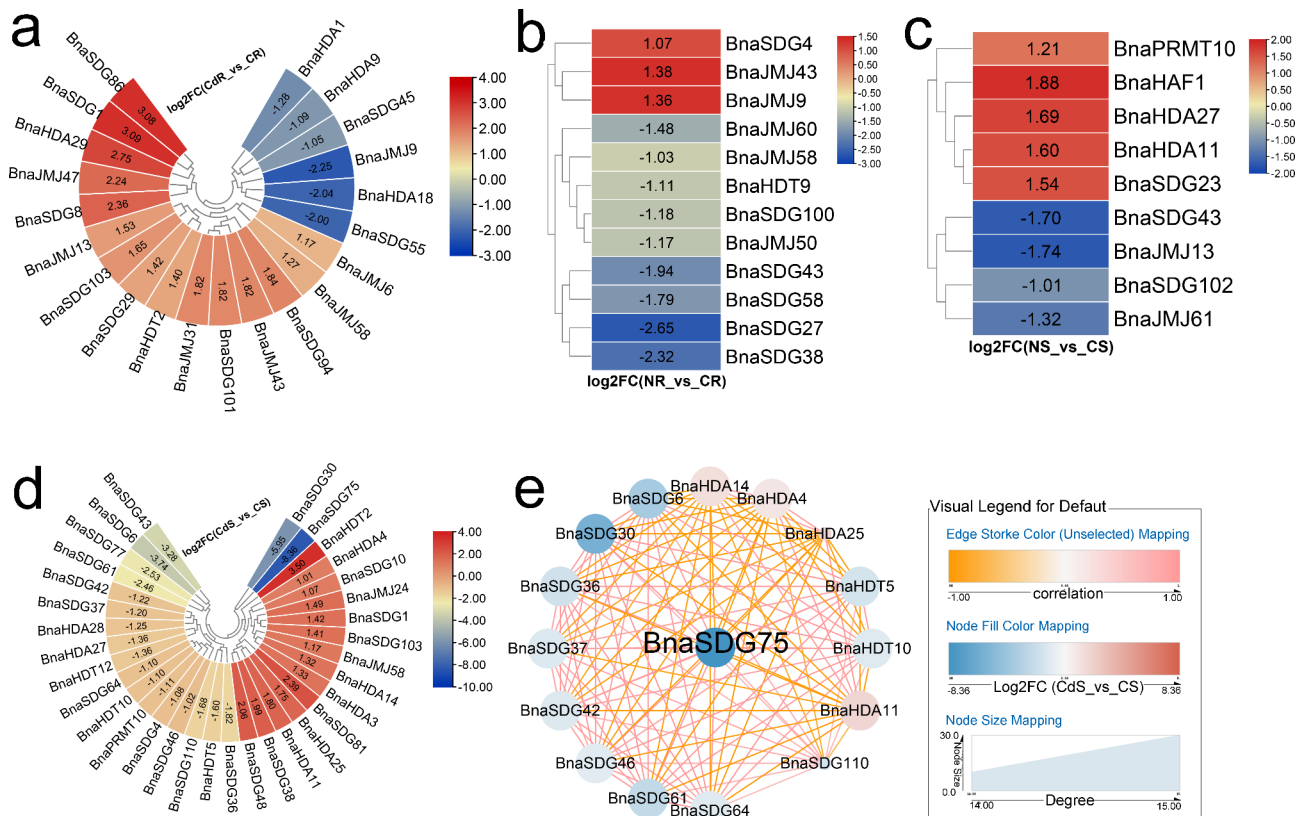 a
BnaSDG86
BnaSDG1
BnaHDA29
BnaJMJ47
BnaSDG8
BnaJMJ13
BnaSDG103
BnaSDG29
BnaHDT2
BnaJMJ31
BnaSDG101
BnaJMJ43
BnaSDG94
BnaJMJ58
BnaJMJ6
BnaSDG55
BnaHDA18
BnaJMJ9
BnaSDG45
BnaHDA9
BnaHDA1
log2FC(CdR_vs_CR)
3.08
3.09
2.75
2.24
2.36
1.53
1.65
1.42
1.40
1.82
1.82
1.82
1.84
1.27
1.17
-2.00
-2.04
-2.25
-1.05
-1.09
-1.28
4.00
3.00
2.00
1.00
0.00
-1.00
-2.00
-3.00
b
1.07 BnaSDG4
1.38 BnaJMJ43
1.36 BnaJMJ9
-1.48 BnaJMJ60
-1.03 BnaJMJ58
-1.11 BnaHDT9
-1.18 BnaSDG100
-1.17 BnaJMJ50
-1.94 BnaSDG43
-1.79 BnaSDG58
-2.65 BnaSDG27
-2.32 BnaSDG38
log2FC(NR_vs_CR)
1.50
1.00
0.50
0.00
-0.50
-1.00
-1.50
-2.00
-2.50
-3.00
c
1.21 BnaPRMT10
1.88 BnaHAF1
1.69 BnaHDA27
1.60 BnaHDA11
1.54 BnaSDG23
-1.70 BnaSDG43
-1.74 BnaJMJ13
-1.01 BnaSDG102
-1.32 BnaJMJ61
log2FC(NS_vs_CS)
2.00
1.50
1.00
0.50
0.00
-0.50
-1.00
-1.50
-2.00
d
BnaSDG43
BnaSDG6
BnaSDG77
BnaSDG61
BnaSDG42
BnaSDG37
BnaHDA28
BnaHDA27
BnaHDT12
BnaSDG64
BnaHDT10
BnaPRMT10
BnaSDG4
BnaSDG46
BnaSDG110
BnaHDT5
BnaSDG36
BnaSDG48
BnaSDG38
BnaHDA11
BnaHDA25
BnaSDG81
BnaHDA3
BnaHDA14
BnaJMJ58
BnaSDG103
BnaSDG1
BnaJMJ24
BnaSDG10
BnaHDA4
BnaHDT2
BnaSDG75
BnaSDG30
log2FC(CdS_vs_CS)
-3.28
-3.74
-2.53
-2.46
-1.22
-1.20
-1.25
-1.36
-1.36
-1.10
-1.10
-1.11
-1.08
-1.02
-1.68
-1.60
-1.82
2.06
1.99
1.80
1.75
2.39
1.33
1.32
1.17
1.41
1.42
1.49
1.07
1.01
3.50
-8.36
-5.95
4.00
2.00
0.00
-2.00
-4.00
-6.00
-8.00
-10.00
e
BnaHDA14
BnaSDG6
BnaHDA4
BnaSDG30
BnaHDA25
BnaSDG36
BnaHDT5
BnaSDG37
BnaSDG75
BnaHDT10
BnaSDG42
BnaHDA11
BnaSDG46
BnaSDG110
BnaSDG61
BnaSDG64
Visual Legend for Defaut
Edge Storke Color (Unselected) Mapping
-1.00 correlation 1.00
Node Fill Color Mapping
-8.36 Log2FC (CdS_vs_CS) 8.36
Node Size Mapping
30.0
Node Size
0.0
14.00 Degree 15.00